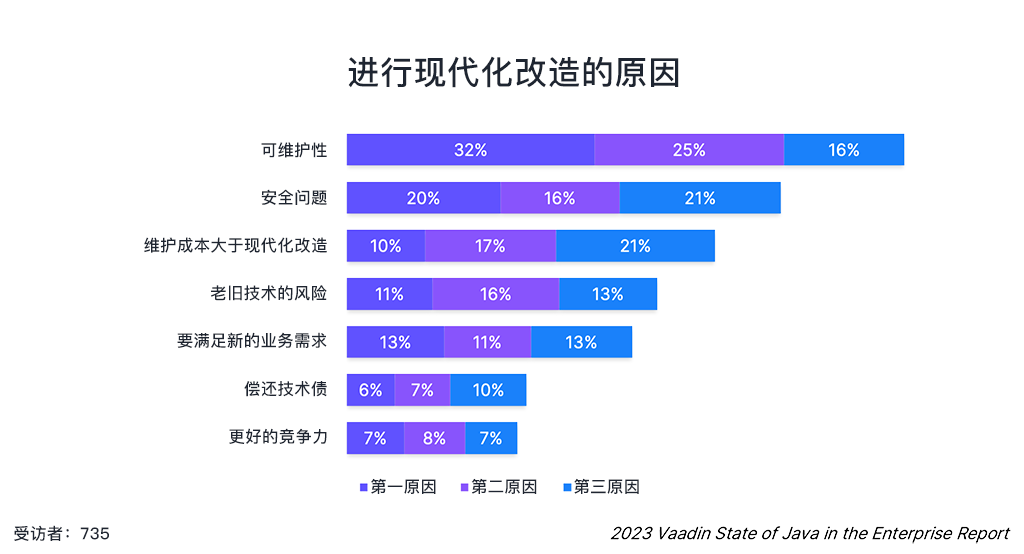 进行现代化改造的原因
可维护性 32% 25% 16%
安全问题 20% 16% 21%
维护成本大于现代化改造 10% 17% 21%
老旧技术的风险 11% 16% 13%
要满足新的业务需求 13% 11% 13%
偿还技术债 6% 7% 10%
更好的竞争力 7% 8% 7%
第一原因 第二原因 第三原因
受访者：735
2023 Vaadin State of Java in the Enterprise Report